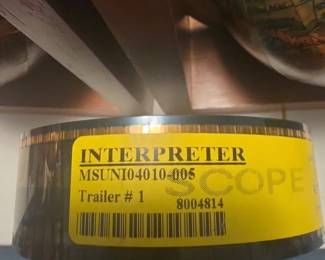 INTERPRETER
MSUNI04010-005
SCOPE
Trailer # 1
8004814